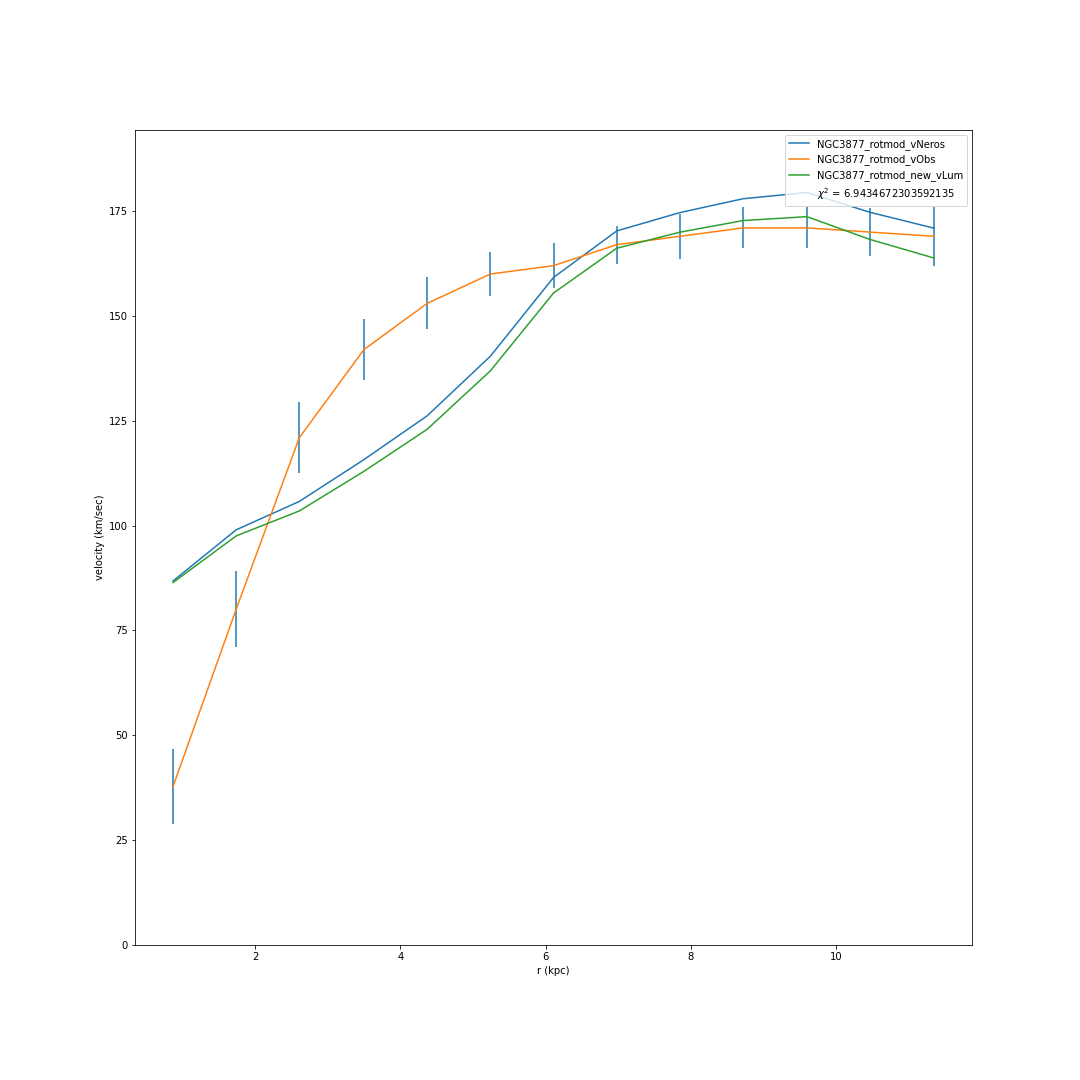 NGC3877_rotmod_vNeros
NGC3877_rotmod_vObs
NGC3877_rotmod_new_vLum
χ² = 6.9434672303592135
175
150
125
100
75
50
25
0
velocity (km/sec)
2 4 6 8 10
r (kpc)